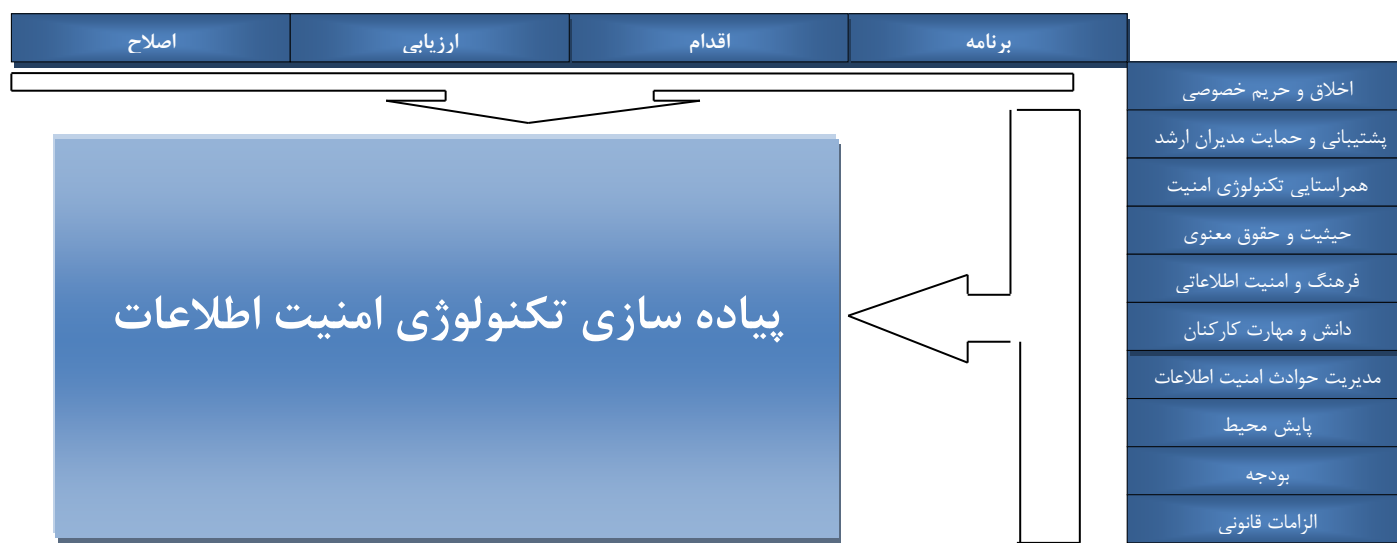 برنامه
اقدام
ارزیابی
اصلاح
اخلاق و حریم خصوصی
پشتیبانی و حمایت مدیران ارشد
همراستایی تکنولوژی امنیت
حیثیت و حقوق معنوی
فرهنگ و امنیت اطلاعاتی
دانش و مهارت کارکنان
مدیریت حوادث امنیت اطلاعات
پایش محیط
بودجه
الزامات قانونی
پیاده سازی تکنولوژی امنیت اطلاعات